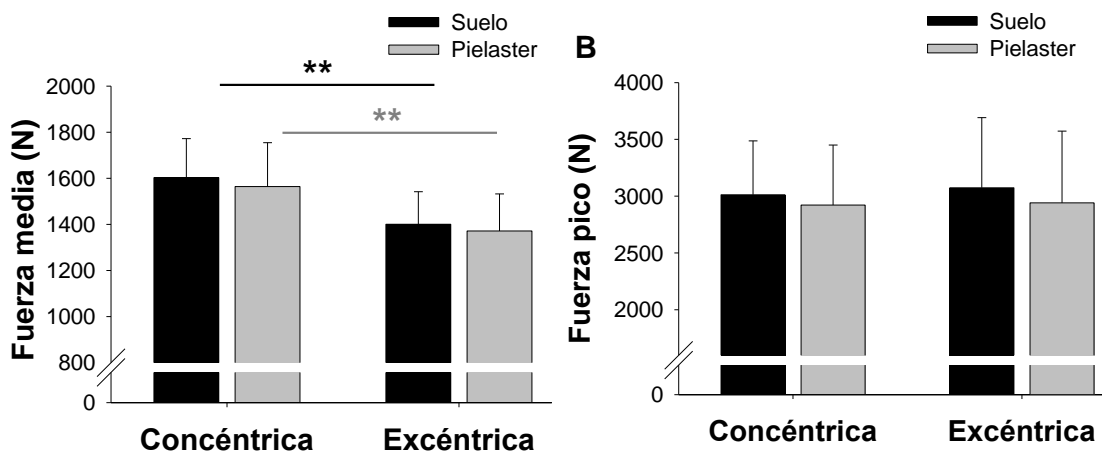 Suelo
Pielaster
Fuerza media (N)
2000
1800
1600
1400
1200
1000
800
0
**
**
Concéntrica Excéntrica
B
Suelo
Pielaster
Fuerza pico (N)
4000
3500
3000
2500
2000
0
Concéntrica Excéntrica